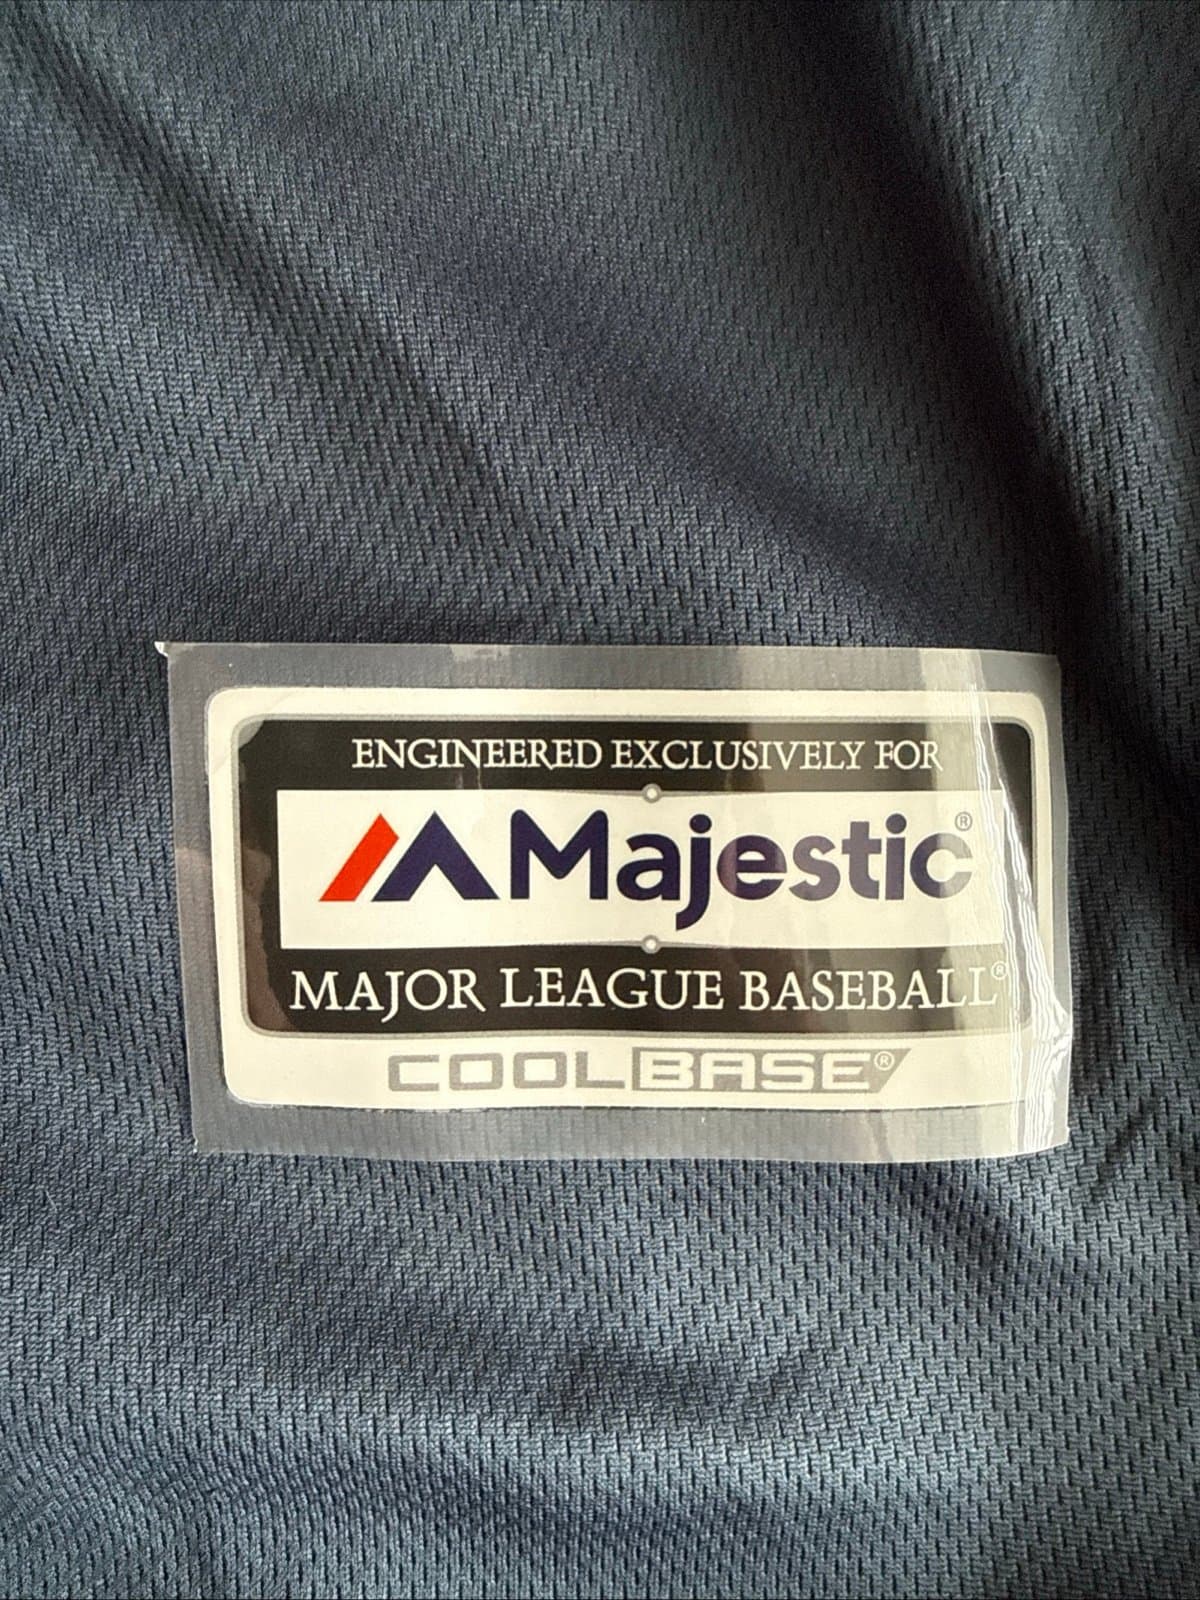 ENGINEERED EXCLUSIVELY FOR
Majestic®
MAJOR LEAGUE BASEBALL®
COOLBASE®